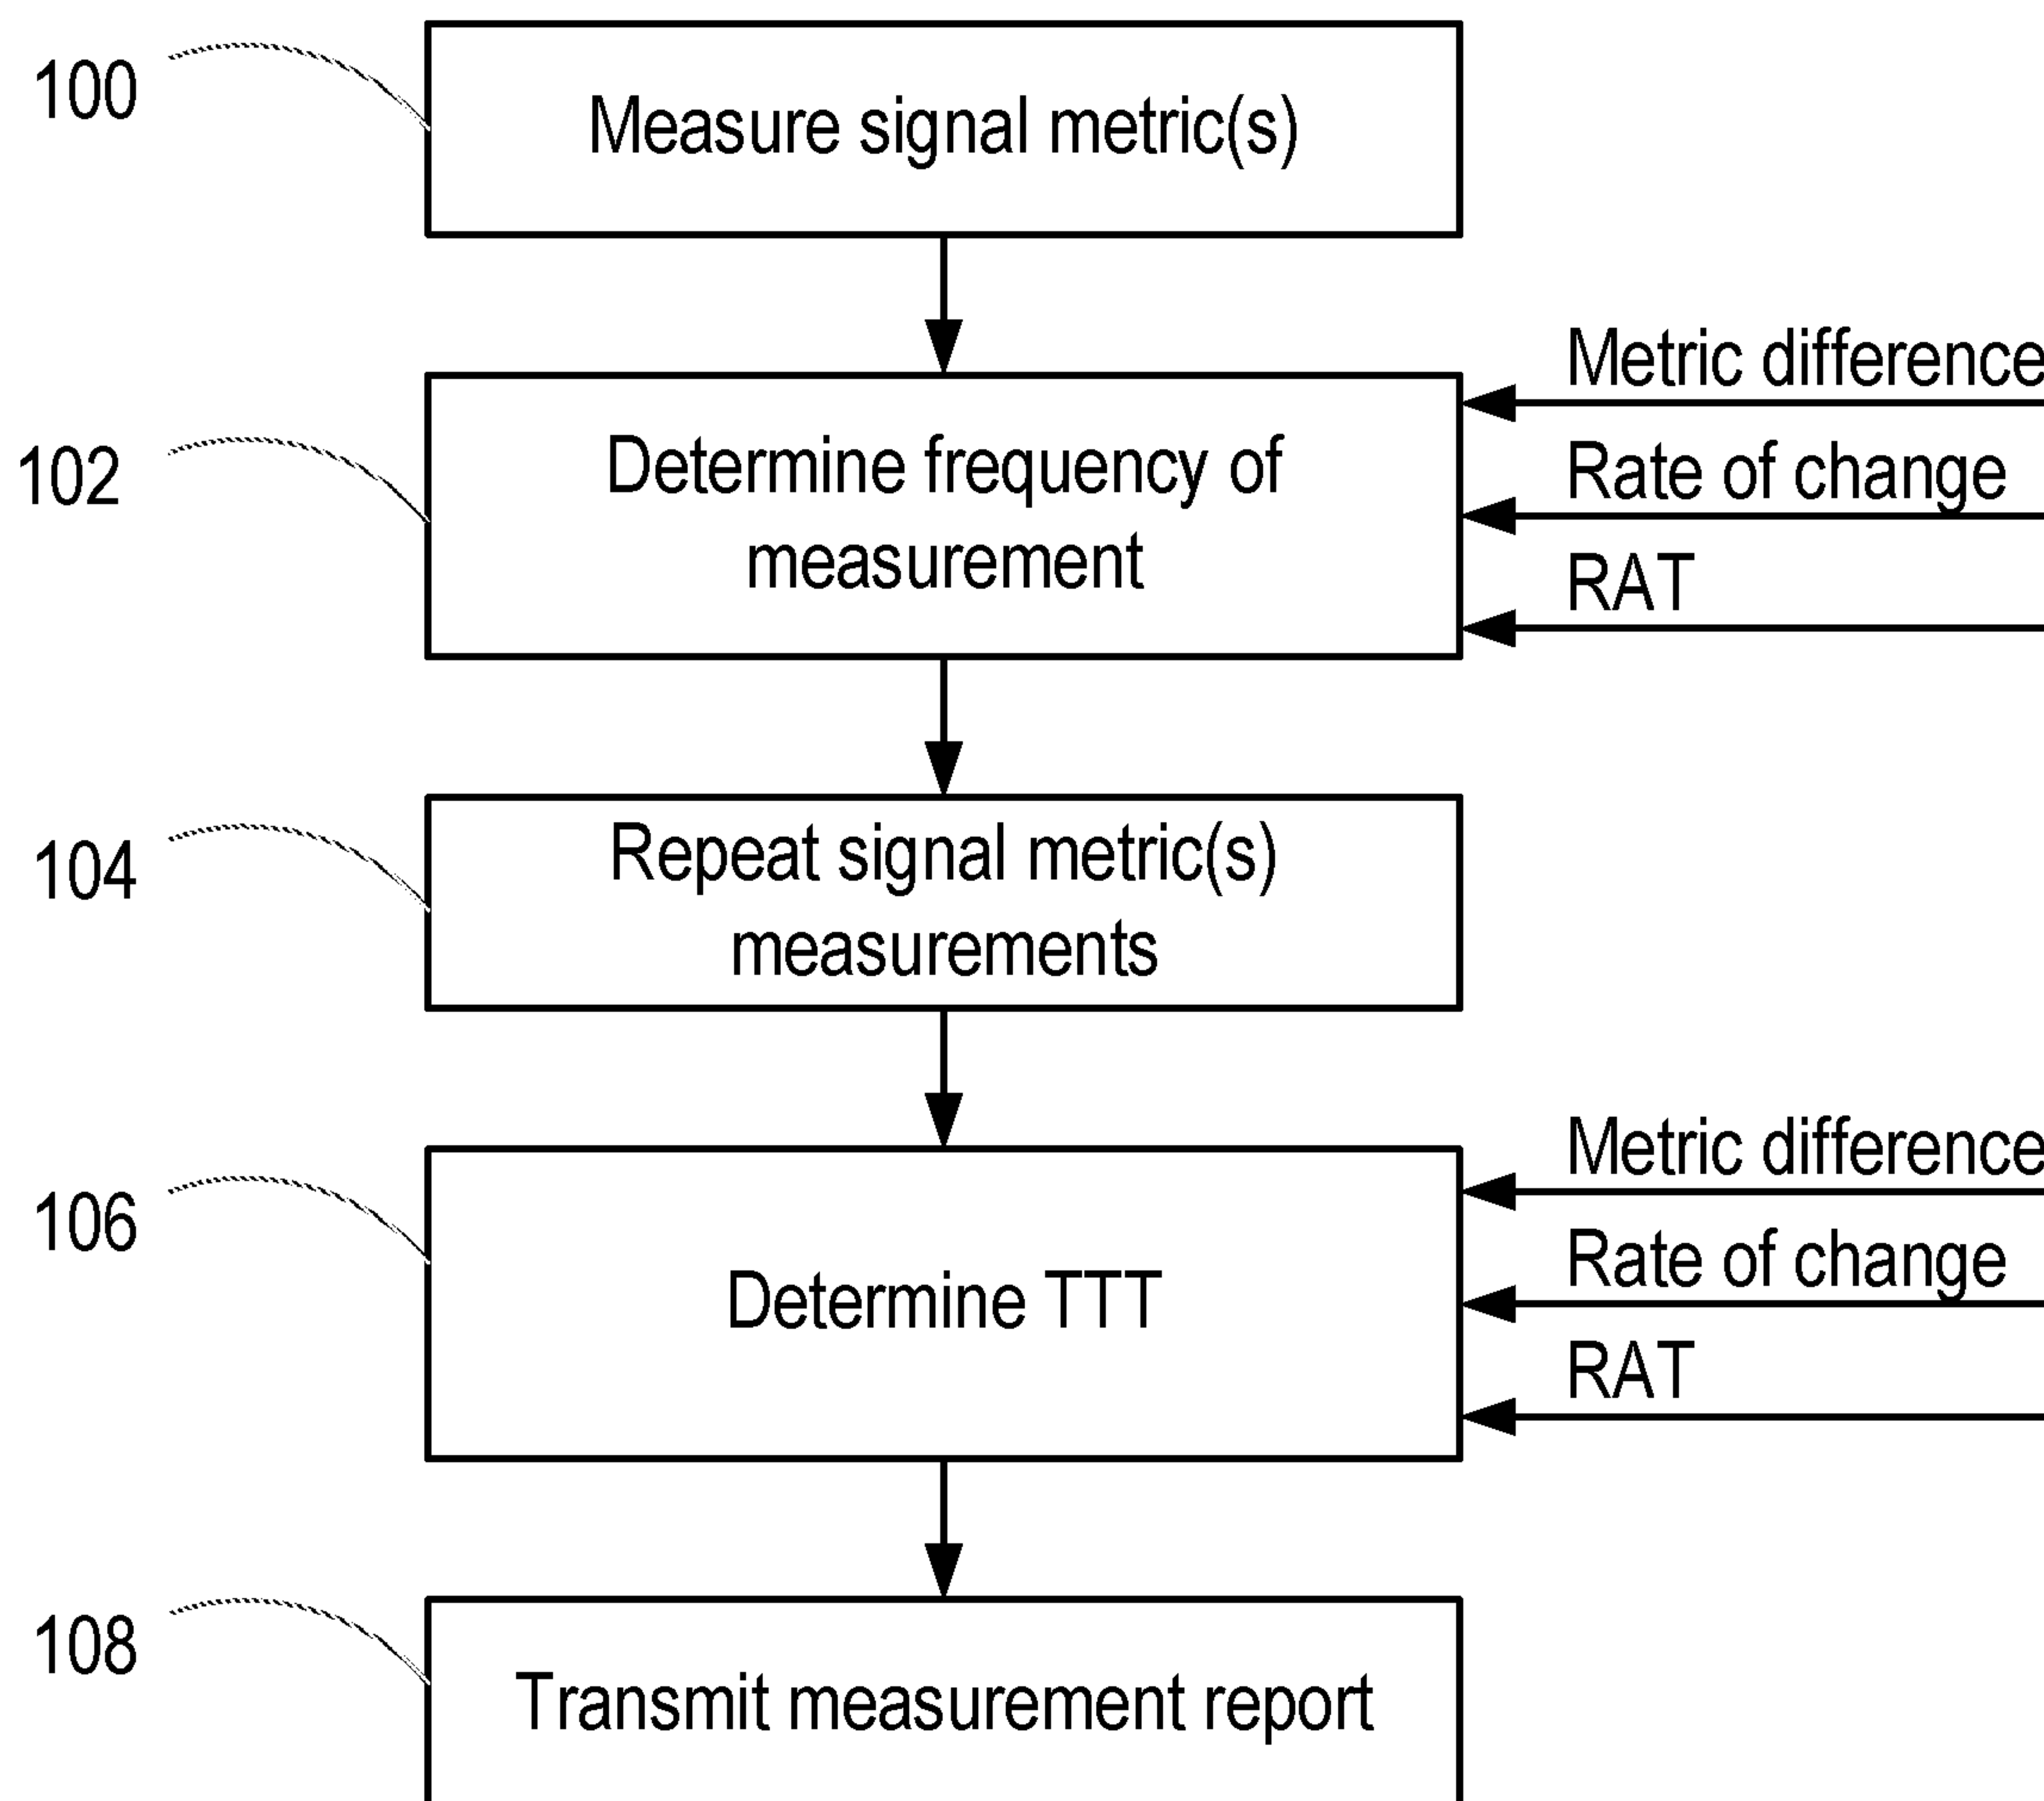 100
Measure signal metric(s)
Metric difference
102
Determine frequency of
measurement
Rate of change
RAT
104
Repeat signal metric(s)
measurements
Metric difference
106
Determine TTT
Rate of change
RAT
108
Transmit measurement report